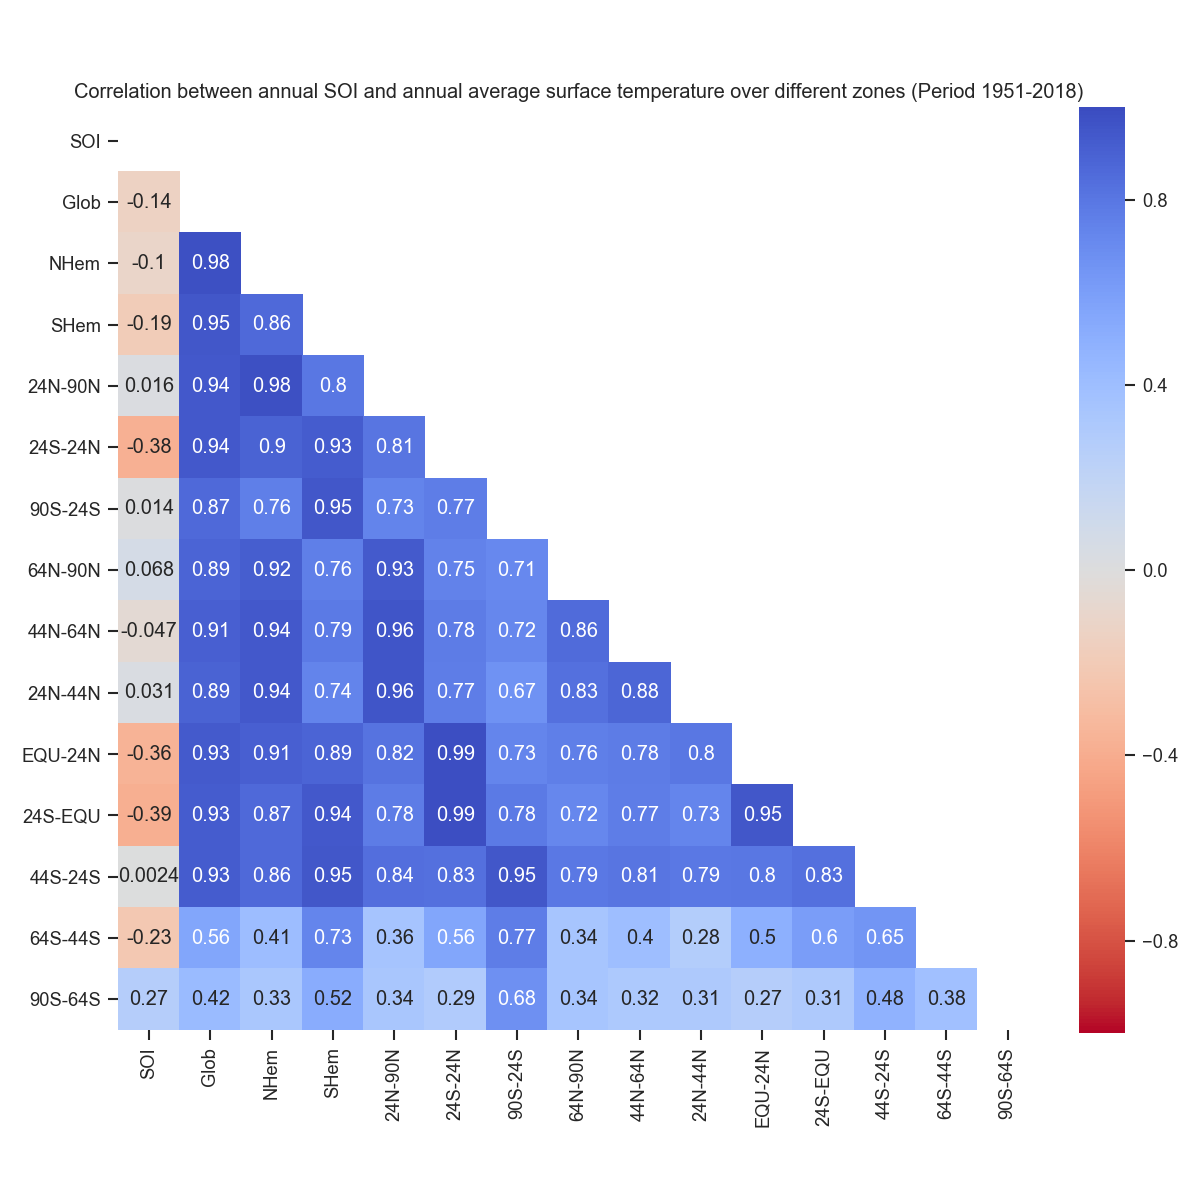 Correlation between annual SOI and annual average surface temperature over different zones (Period 1951-2018)
SOI
Glob -0.14
NHem -0.1 0.98
SHem -0.19 0.95 0.86
24N-90N 0.016 0.94 0.98 0.8
24S-24N -0.38 0.94 0.9 0.93 0.81
90S-24S 0.014 0.87 0.76 0.95 0.73 0.77
64N-90N 0.068 0.89 0.92 0.76 0.93 0.75 0.71
44N-64N -0.047 0.91 0.94 0.79 0.96 0.78 0.72 0.86
24N-44N 0.031 0.89 0.94 0.74 0.96 0.77 0.67 0.83 0.88
EQU-24N -0.36 0.93 0.91 0.89 0.82 0.99 0.73 0.76 0.78 0.8
24S-EQU -0.39 0.93 0.87 0.94 0.78 0.99 0.78 0.72 0.77 0.73 0.95
44S-24S 0.0024 0.93 0.86 0.95 0.84 0.83 0.95 0.79 0.81 0.79 0.8 0.83
64S-44S -0.23 0.56 0.41 0.73 0.36 0.56 0.77 0.34 0.4 0.28 0.5 0.6 0.65
90S-64S 0.27 0.42 0.33 0.52 0.34 0.29 0.68 0.34 0.32 0.31 0.27 0.31 0.48 0.38
SOI Glob NHem SHem 24N-90N 24S-24N 90S-24S 64N-90N 44N-64N 24N-44N EQU-24N 24S-EQU 44S-24S 64S-44S 90S-64S
0.8
0.4
0.0
−0.4
−0.8